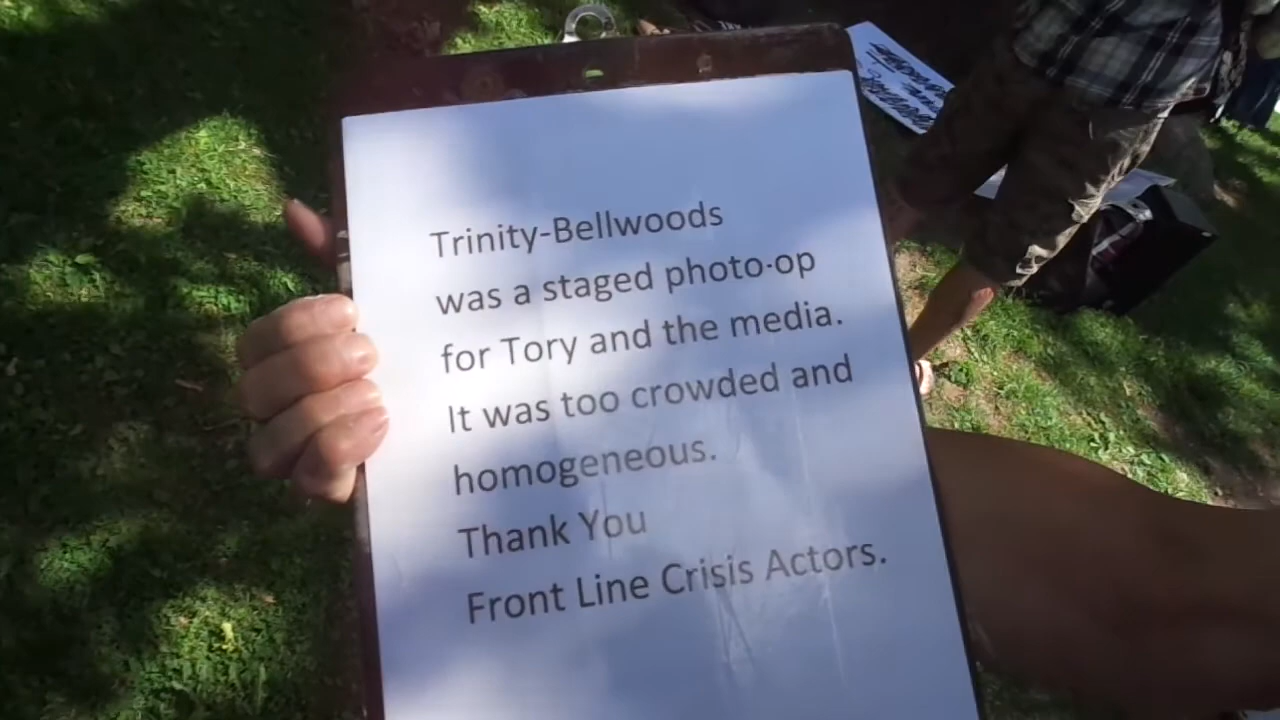 Trinity-Bellwoods
was a staged photo-op
for Tory and the media.
It was too crowded and
homogeneous.
Thank You
Front Line Crisis Actors.